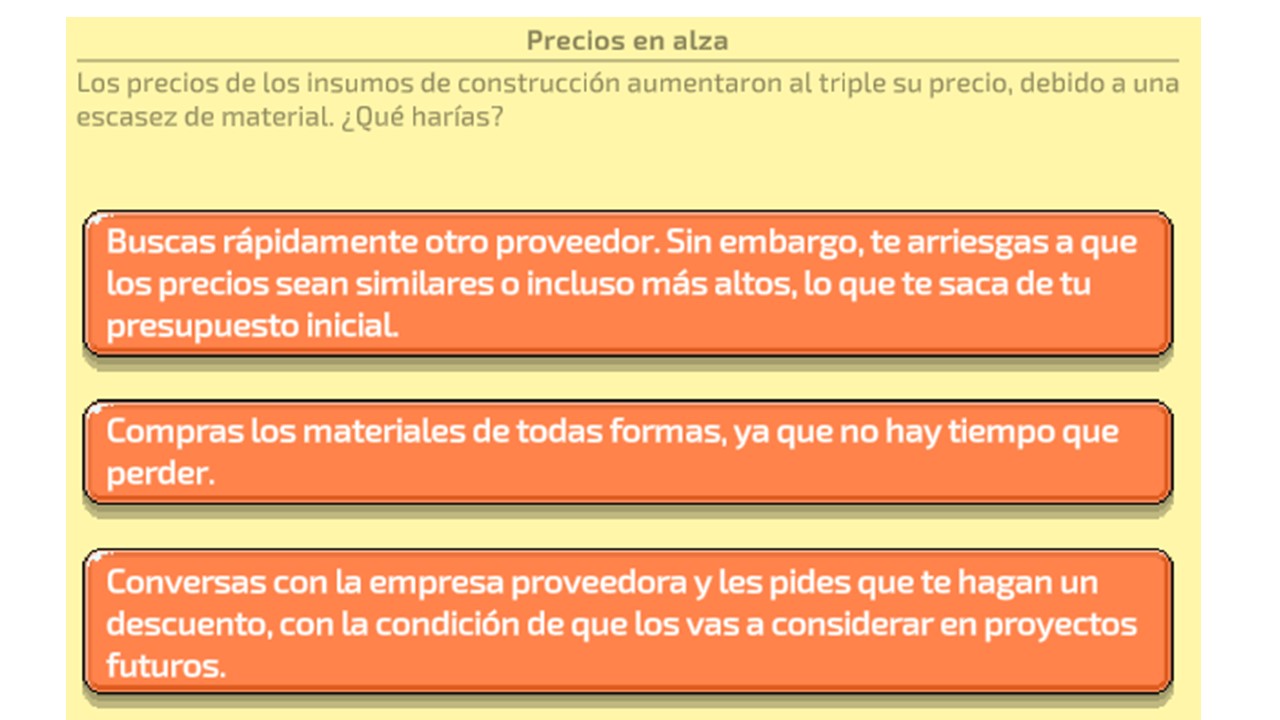 Precios en alza
Los precios de los insumos de construcción aumentaron al triple su precio, debido a una
escasez de material. ¿Qué harías?
Buscas rápidamente otro proveedor. Sin embargo, te arriesgas a que
los precios sean similares o incluso más altos, lo que te saca de tu
presupuesto inicial.
Compras los materiales de todas formas, ya que no hay tiempo que
perder.
Conversas con la empresa proveedora y les pides que te hagan un
descuento, con la condición de que los vas a considerar en proyectos
futuros.